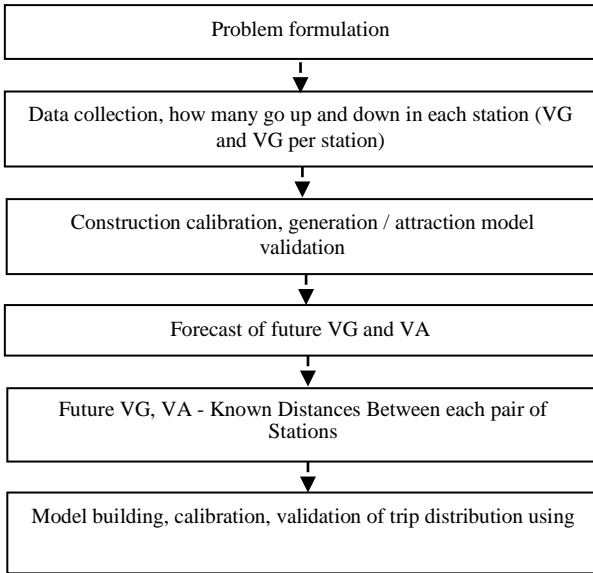 Problem formulation
Data collection, how many go up and down in each station (VG
and VG per station)
Construction calibration, generation / attraction model
validation
Forecast of future VG and VA
Future VG, VA - Known Distances Between each pair of
Stations
Model building, calibration, validation of trip distribution using